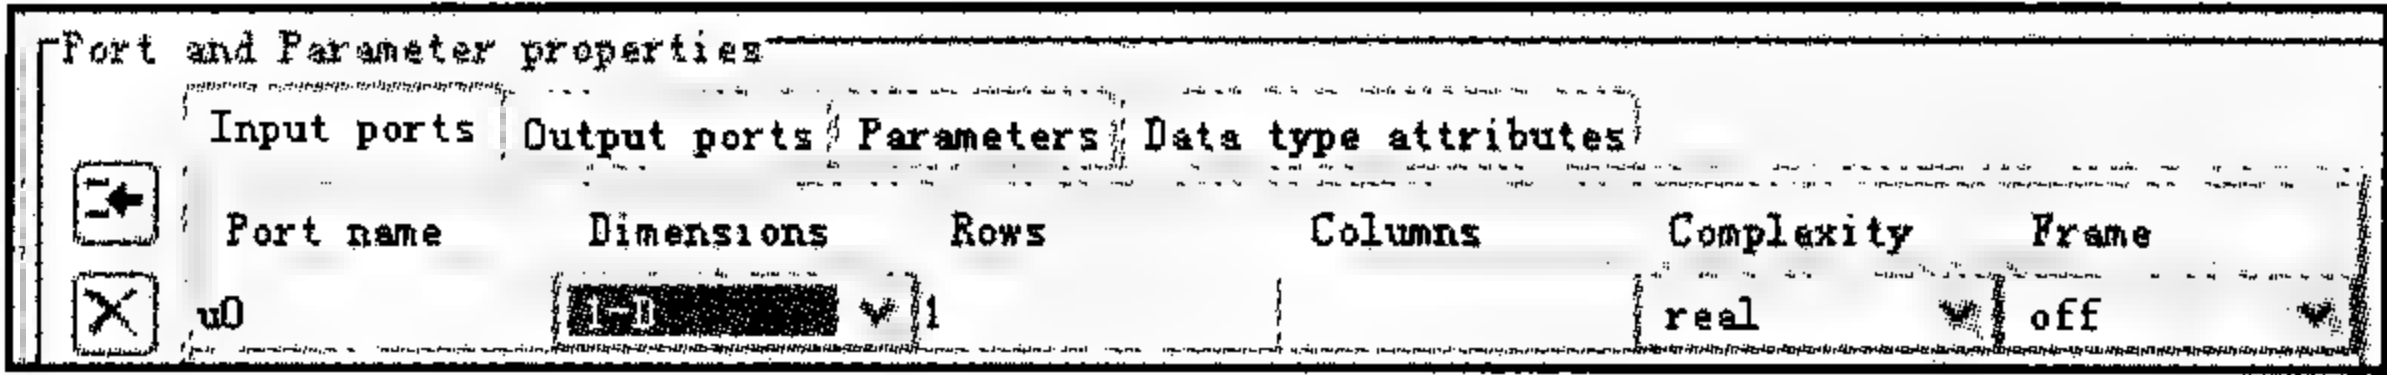 Port and Parameter properties
Input ports Output ports Parameters Data type attributes
Port name Dimensions Rows Columns Complexity Frame
u0 1-D 1 real off